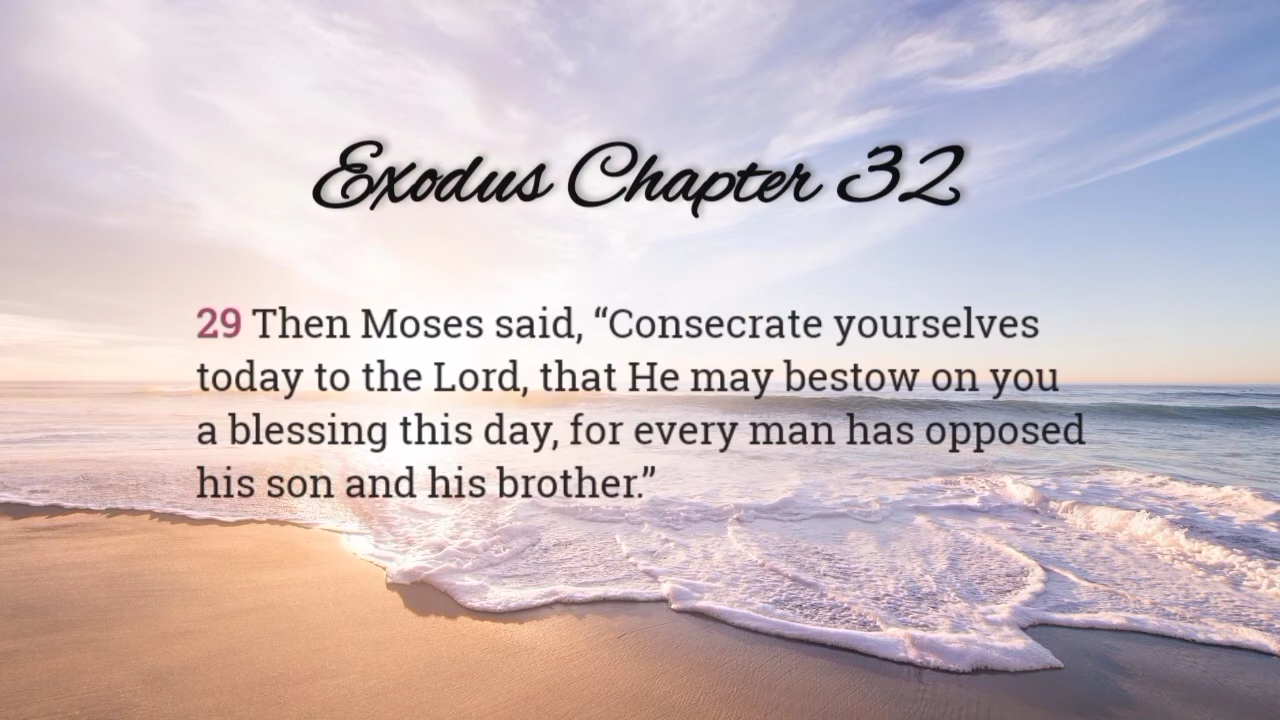 Exodus Chapter 32
29 Then Moses said, “Consecrate yourselves
today to the Lord, that He may bestow on you
a blessing this day, for every man has opposed
his son and his brother.”